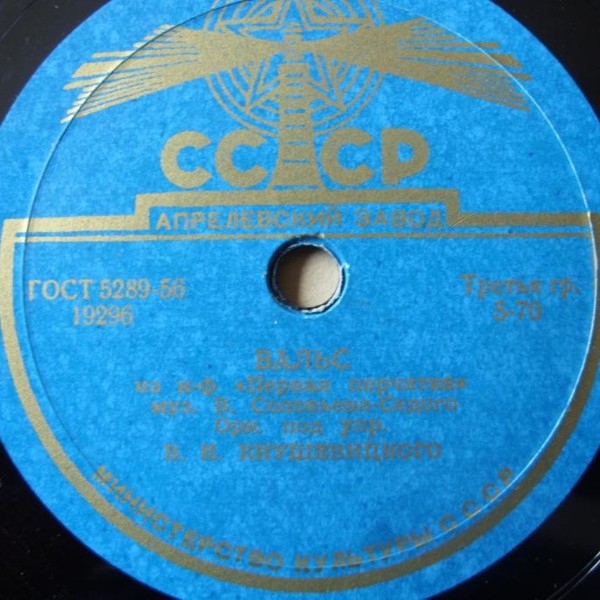 СССР
АПРЕЛЕВСКИЙ ЗАВОД
ГОСТ 5289-56
19296
Третья гр.
5-70
ВАЛЬС
из к-ф «Первая перчатка»
муз. В. Соловьева-Седого
Орк. под упр.
В. Н. КНУШЕВИЦКОГО
МИНИСТЕРСТВО КУЛЬТУРЫ СССР